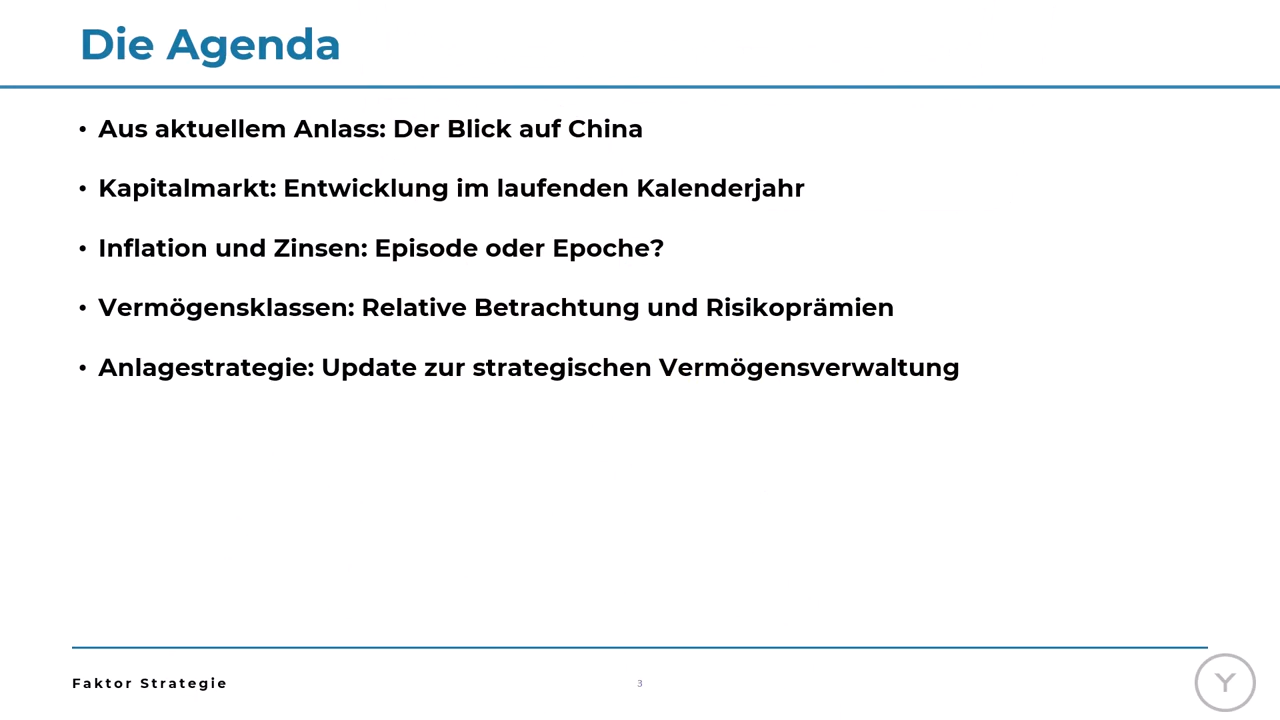 Die Agenda
• Aus aktuellem Anlass: Der Blick auf China
• Kapitalmarkt: Entwicklung im laufenden Kalenderjahr
• Inflation und Zinsen: Episode oder Epoche?
• Vermögensklassen: Relative Betrachtung und Risikoprämien
• Anlagestrategie: Update zur strategischen Vermögensverwaltung
Faktor Strategie
3
Y